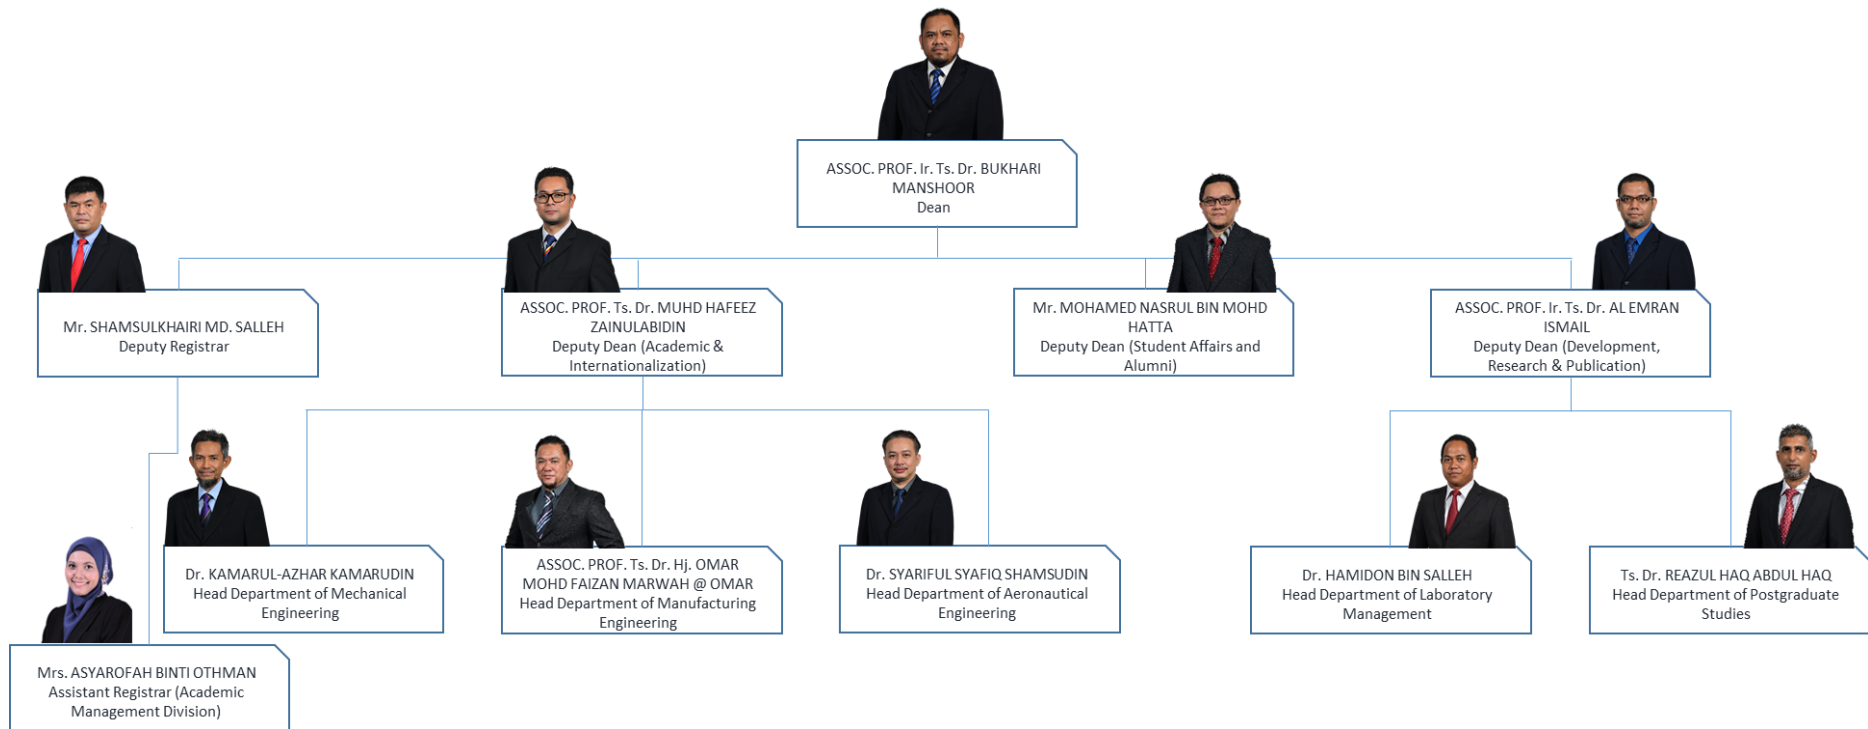 ASSOC. PROF. Ir. Ts. Dr. BUKHARI
MANSHOOR
Dean
Mr. SHAMSULKHAIRI MD. SALLEH
Deputy Registrar
ASSOC. PROF. Ts. Dr. MUHD HAFEEZ
ZAINULABIDIN
Deputy Dean (Academic &
Internationalization)
Mr. MOHAMED NASRUL BIN MOHD
HATTA
Deputy Dean (Student Affairs and
Alumni)
ASSOC. PROF. Ir. Ts. Dr. AL EMRAN
ISMAIL
Deputy Dean (Development,
Research & Publication)
Dr. KAMARUL-AZHAR KAMARUDIN
Head Department of Mechanical
Engineering
ASSOC. PROF. Ts. Dr. Hj. OMAR
MOHD FAIZAN MARWAH @ OMAR
Head Department of Manufacturing
Engineering
Dr. SYARIFUL SYAFIQ SHAMSUDIN
Head Department of Aeronautical
Engineering
Dr. HAMIDON BIN SALLEH
Head Department of Laboratory
Management
Ts. Dr. REAZUL HAQ ABDUL HAQ
Head Department of Postgraduate
Studies
Mrs. ASYAROFAH BINTI OTHMAN
Assistant Registrar (Academic
Management Division)